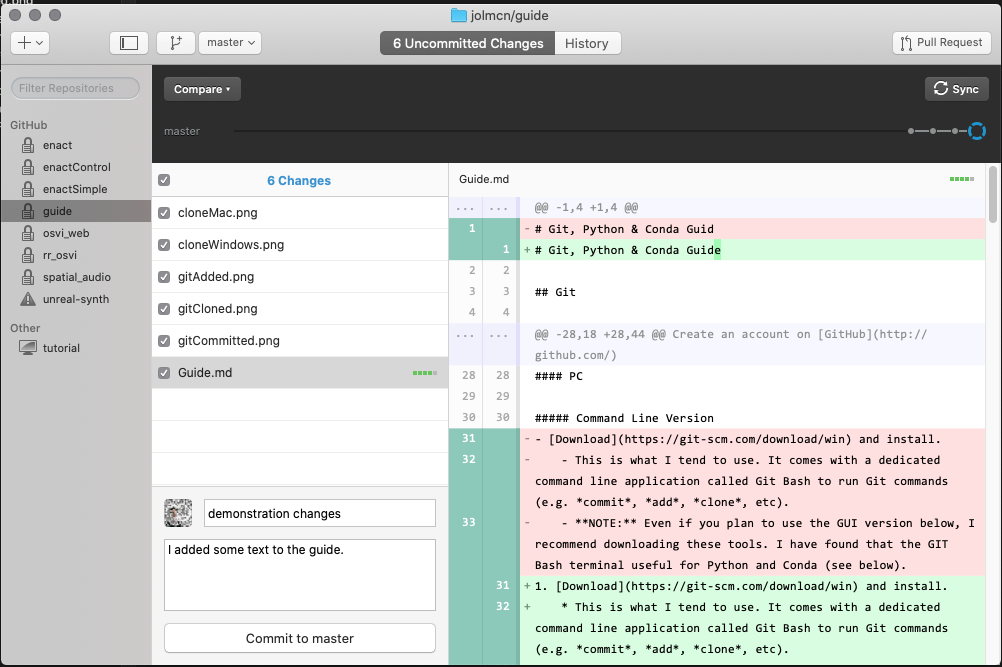 jolmcn/guide
master
6 Uncommitted Changes
History
Pull Request
Filter Repositories
GitHub
enact
enactControl
enactSimple
guide
osvi_web
rr_osvi
spatial_audio
unreal-synth
Other
tutorial
Compare
Sync
master
6 Changes
cloneMac.png
cloneWindows.png
gitAdded.png
gitCloned.png
gitCommitted.png
Guide.md
demonstration changes
I added some text to the guide.
Commit to master
Guide.md
... ... @@ -1,4 +1,4 @@
1 - # Git, Python & Conda Guid
1 + # Git, Python & Conda Guide
2 2
3 3 ## Git
4 4
... ... @@ -28,18 +28,44 @@ Create an account on [GitHub](http://
github.com/)
28 28 #### PC
29 29
30 30 ##### Command Line Version
31 - - [Download](https://git-scm.com/download/win) and install.
32 - - This is what I tend to use. It comes with a dedicated
command line application called Git Bash to run Git commands
(e.g. *commit*, *add*, *clone*, etc).
33 - - **NOTE:** Even if you plan to use the GUI version below, I
recommend downloading these tools. I have found that the GIT
Bash terminal useful for Python and Conda (see below).
31 + 1. [Download](https://git-scm.com/download/win) and install.
32 + * This is what I tend to use. It comes with a dedicated
command line application called Git Bash to run Git commands
(e.g. *commit*, *add*, *clone*, etc).